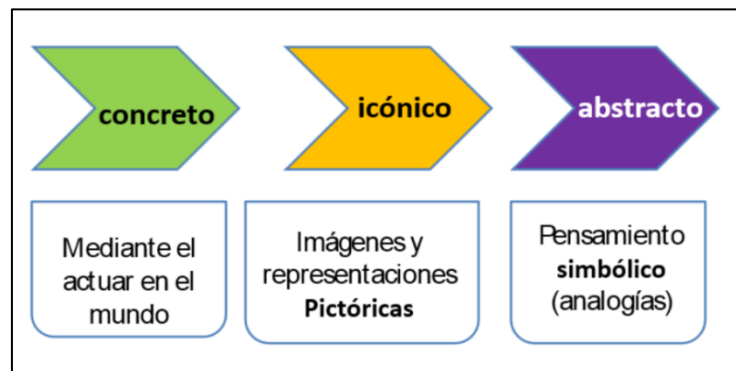 concreto
icónico
abstracto
Mediante el
actuar en el
mundo
Imágenes y
representaciones
Pictóricas
Pensamiento
simbólico
(analogías)